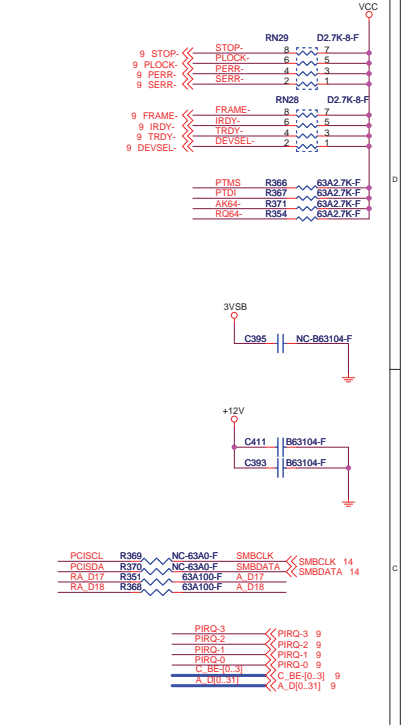 VCC
RN29 D2.7K-8-F
9 STOP- STOP- 8 7
9 PLOCK- PLOCK- 6 5
9 PERR- PERR- 4 3
9 SERR- SERR- 2 1
RN28 D2.7K-8-F
9 FRAME- FRAME- 8 7
9 IRDY- IRDY- 6 5
9 TRDY- TRDY- 4 3
9 DEVSEL- DEVSEL- 2 1
D
PTMS R366 63A2.7K-F
PTDI R367 63A2.7K-F
AK64- R371 63A2.7K-F
RQ64- R354 63A2.7K-F
3VSB
C395 NC-B63104-F
+12V
C411 B63104-F
C393 B63104-F
PCISCL R369 NC-63A0-F SMBCLK SMBCLK 14
PCISDA R370 NC-63A0-F SMBDATA SMBDATA 14
RA_D17 R351 63A100-F A_D17
RA_D18 R368 63A100-F A_D18
C
PIRQ-3 PIRQ-3 9
PIRQ-2 PIRQ-2 9
PIRQ-1 PIRQ-1 9
PIRQ-0 PIRQ-0 9
C_BE-[0..3] C_BE-[0..3] 9
A_D[0..31] A_D[0..31] 9